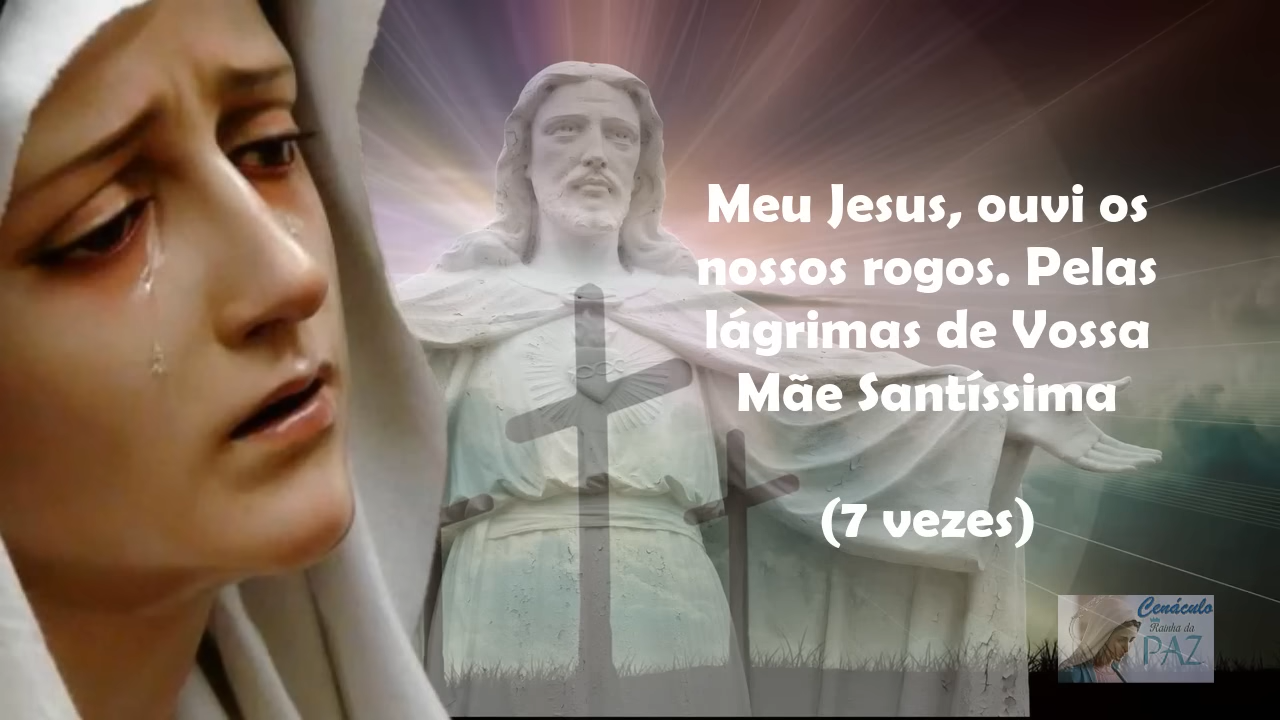 Meu Jesus, ouvi os
nossos rogos. Pelas
lágrimas de Vossa
Mãe Santíssima
(7 vezes)
Cenáculo
Rainha da
PAZ